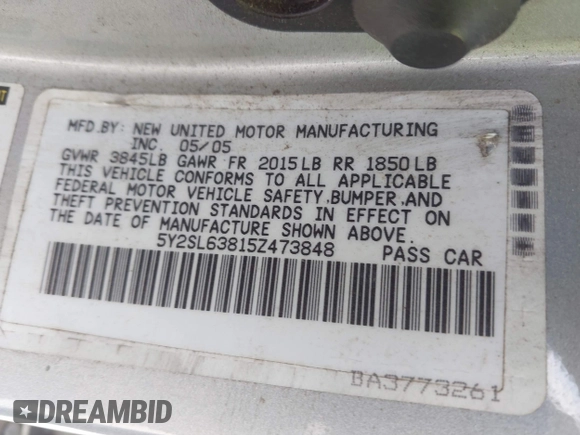 MFD.BY: NEW UNITED MOTOR MANUFACTURING
INC. 05/05
GVWR 3845LB GAWR FR 2015LB RR 1850LB
THIS VEHICLE CONFORMS TO ALL APPLICABLE
FEDERAL MOTOR VEHICLE SAFETY,BUMPER,AND
THEFT PREVENTION STANDARDS IN EFFECT ON
THE DATE OF MANUFACTURE SHOWN ABOVE.
5Y2SL63815Z473848 PASS CAR
BA3773261
DREAMBID